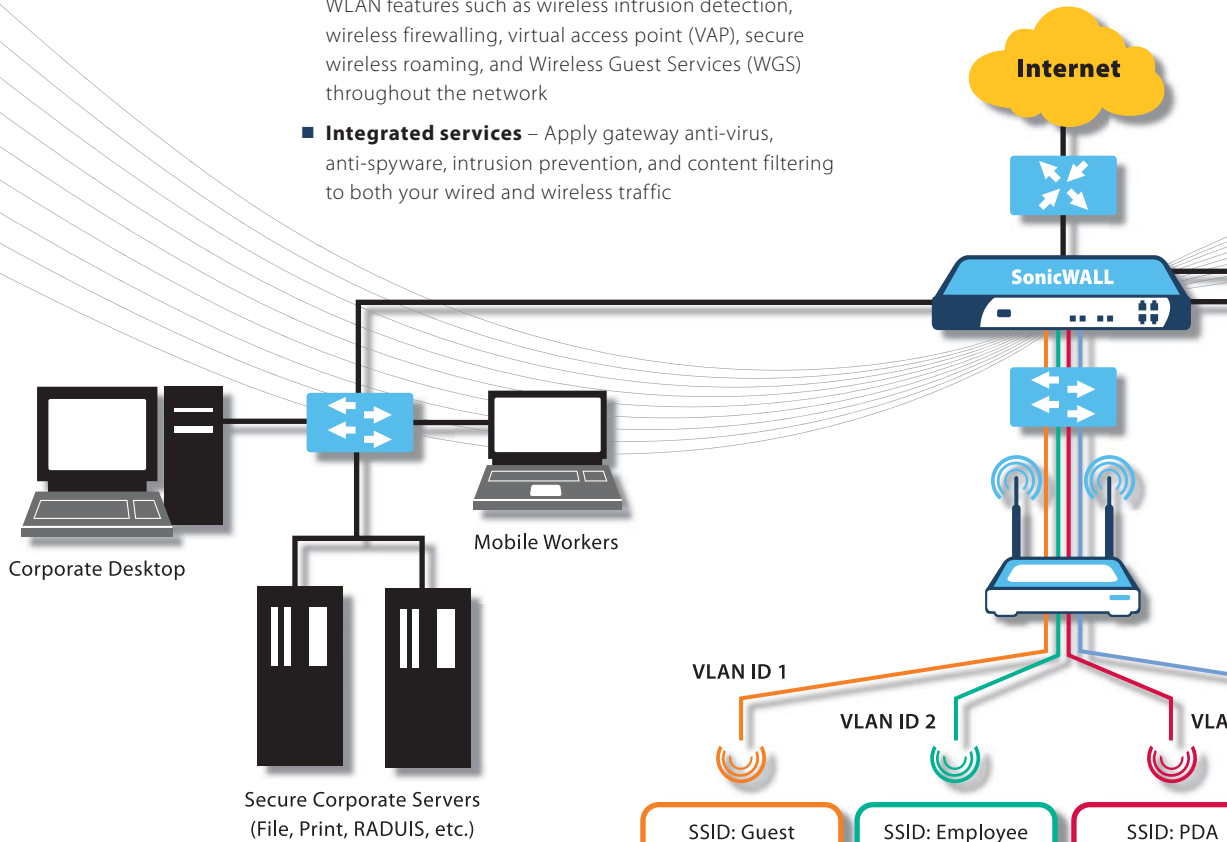 WLAN features such as wireless intrusion detection,
wireless firewalling, virtual access point (VAP), secure
wireless roaming, and Wireless Guest Services (WGS)
throughout the network
Integrated services – Apply gateway anti-virus,
anti-spyware, intrusion prevention, and content filtering
to both your wired and wireless traffic
Internet
SonicWALL
Corporate Desktop
Mobile Workers
Secure Corporate Servers
(File, Print, RADUIS, etc.)
VLAN ID 1
VLAN ID 2
VLA
SSID: Guest
SSID: Employee
SSID: PDA